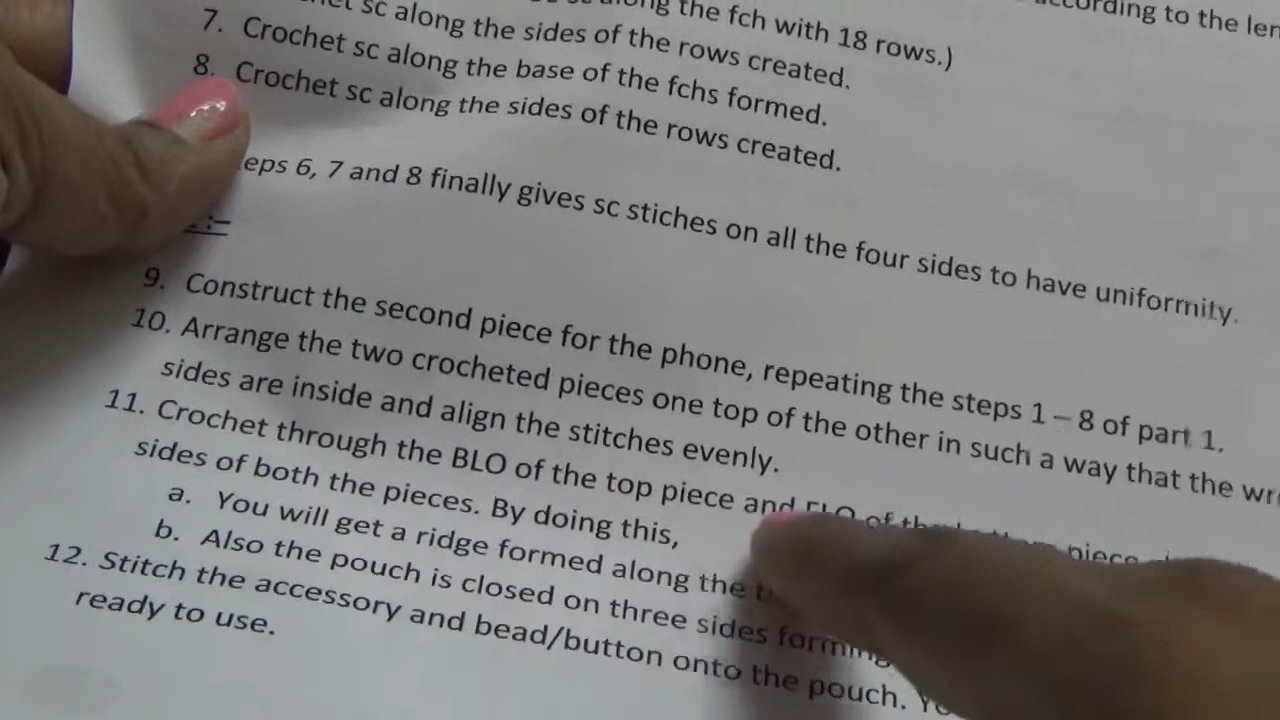 the fch with 18 rows.) according to the
sc along the sides of the rows created.
7. Crochet sc along the base of the fchs formed.
8. Crochet sc along the sides of the rows created.
6, 7 and 8 finally gives sc stiches on all the four sides to have uniformity.
9. Construct the second piece for the phone, repeating the steps 1 – 8 of part 1.
10. Arrange the two crocheted pieces one top of the other in such a way that the
sides are inside and align the stitches evenly.
11. Crochet through the BLO of the top piece and FLO of piece
sides of both the pieces. By doing this,
a. You will get a ridge formed along the
b. Also the pouch is closed on three sides forming
12. Stitch the accessory and bead/button onto the pouch.
ready to use.